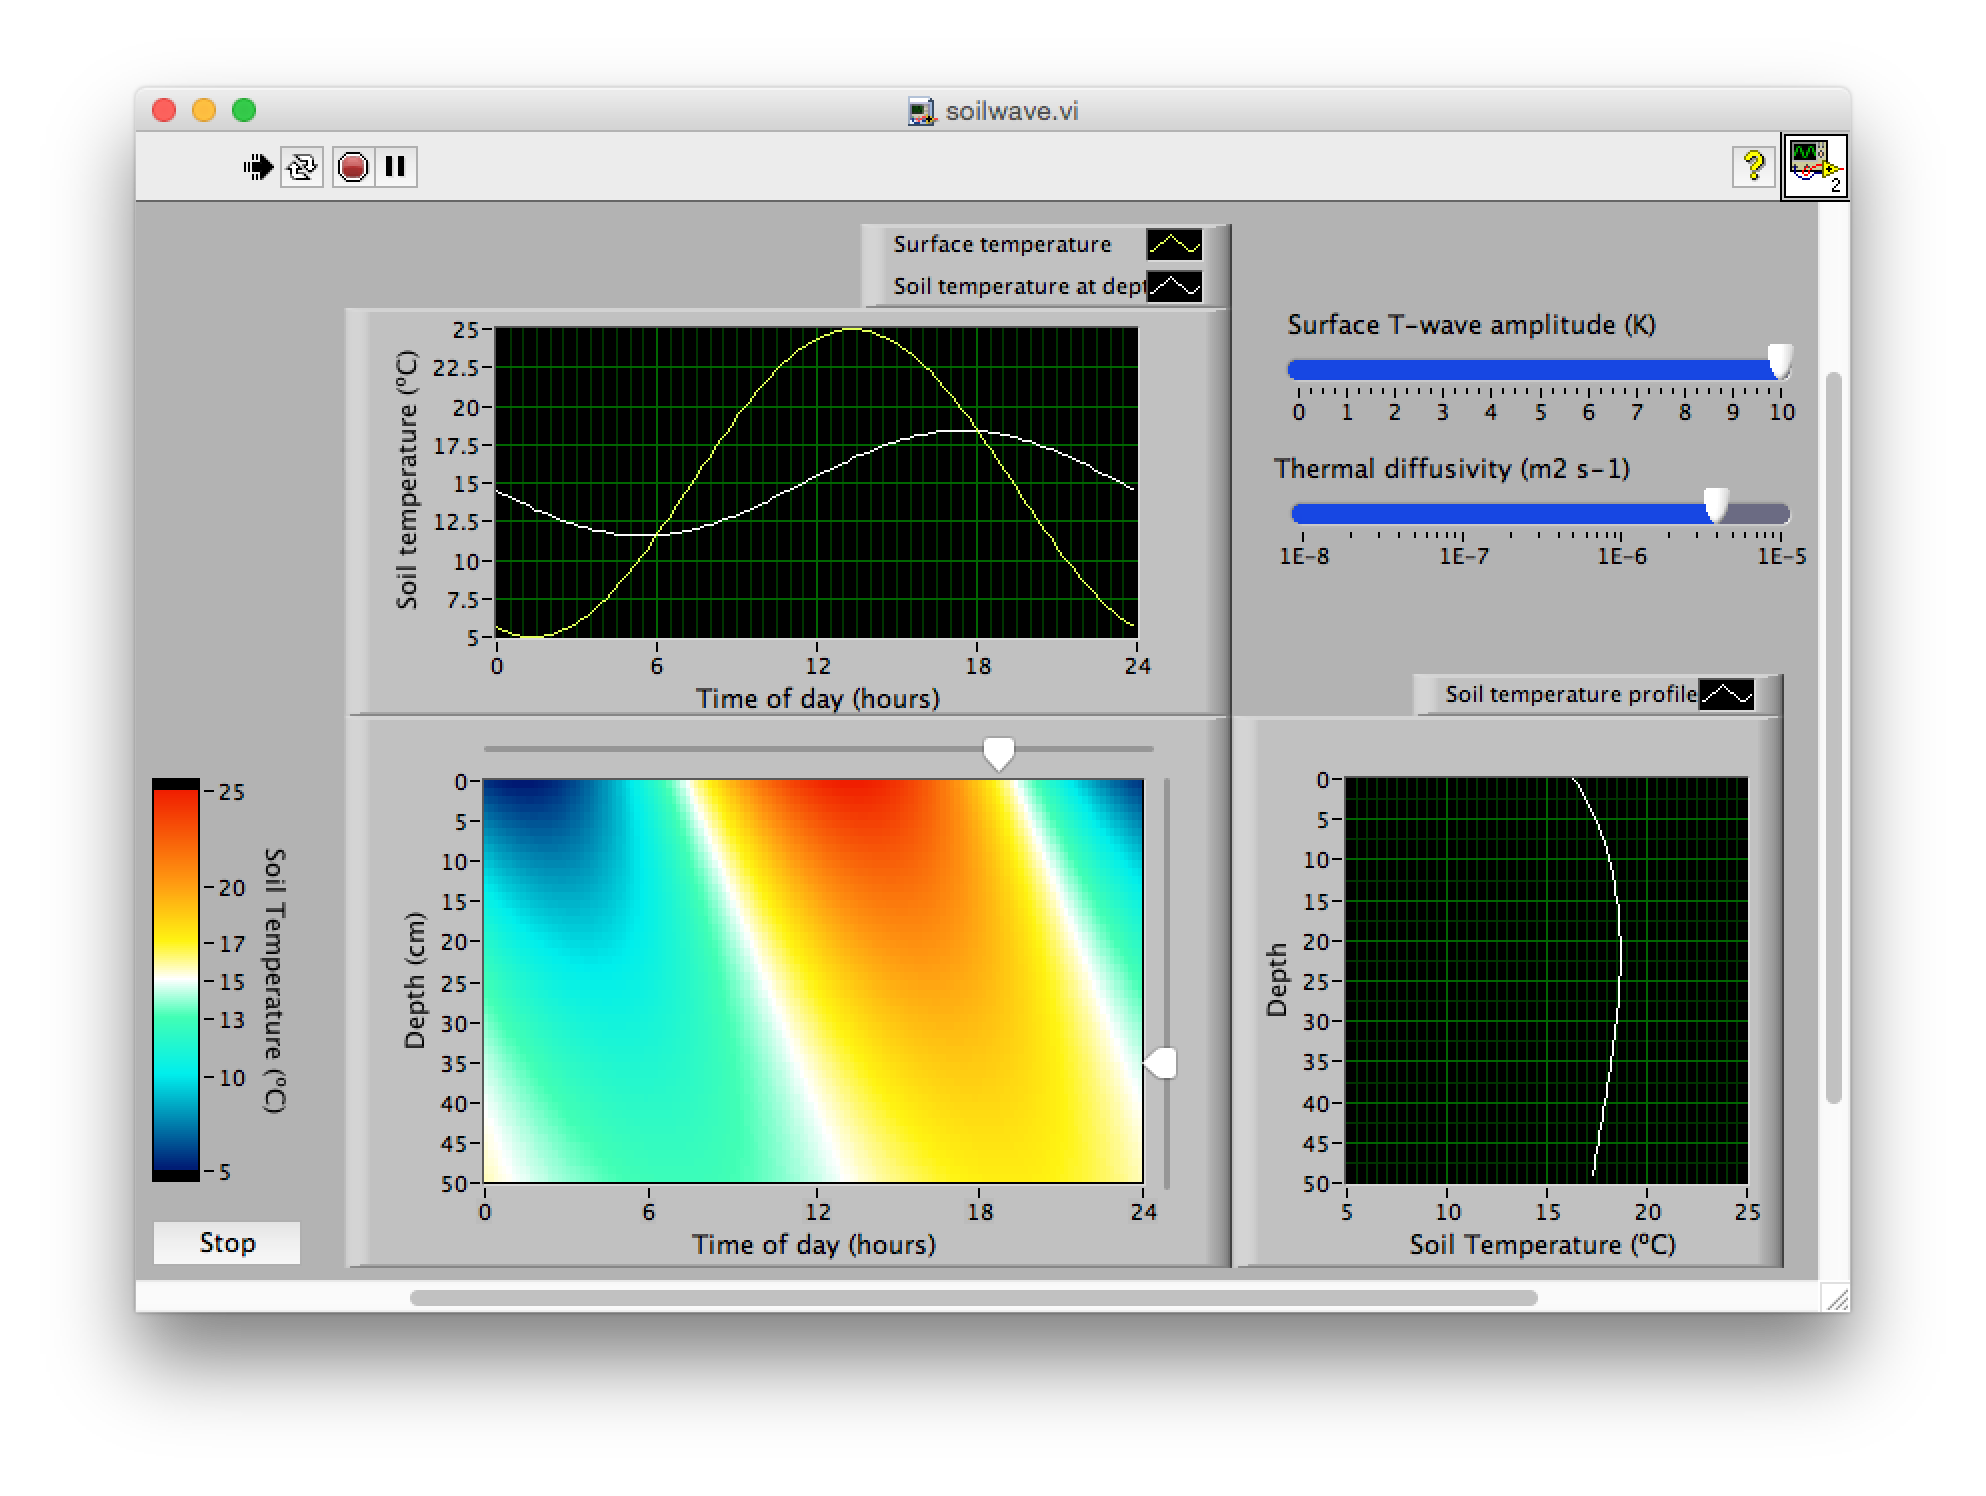 soilwave.vi
2
Surface temperature
Soil temperature at dept
25
22.5
20
17.5
15
12.5
10
7.5
5
Soil temperature (ºC)
0 6 12 18 24
Time of day (hours)
Surface T-wave amplitude (K)
0 1 2 3 4 5 6 7 8 9 10
Thermal diffusivity (m2 s-1)
1E-8 1E-7 1E-6 1E-5
25
20
17
15
13
10
5
Soil Temperature (ºC)
Stop
0
5
10
15
20
25
30
35
40
45
50
Depth (cm)
0 6 12 18 24
Time of day (hours)
Soil temperature profile
0
5
10
15
20
25
30
35
40
45
50
Depth
5 10 15 20 25
Soil Temperature (ºC)